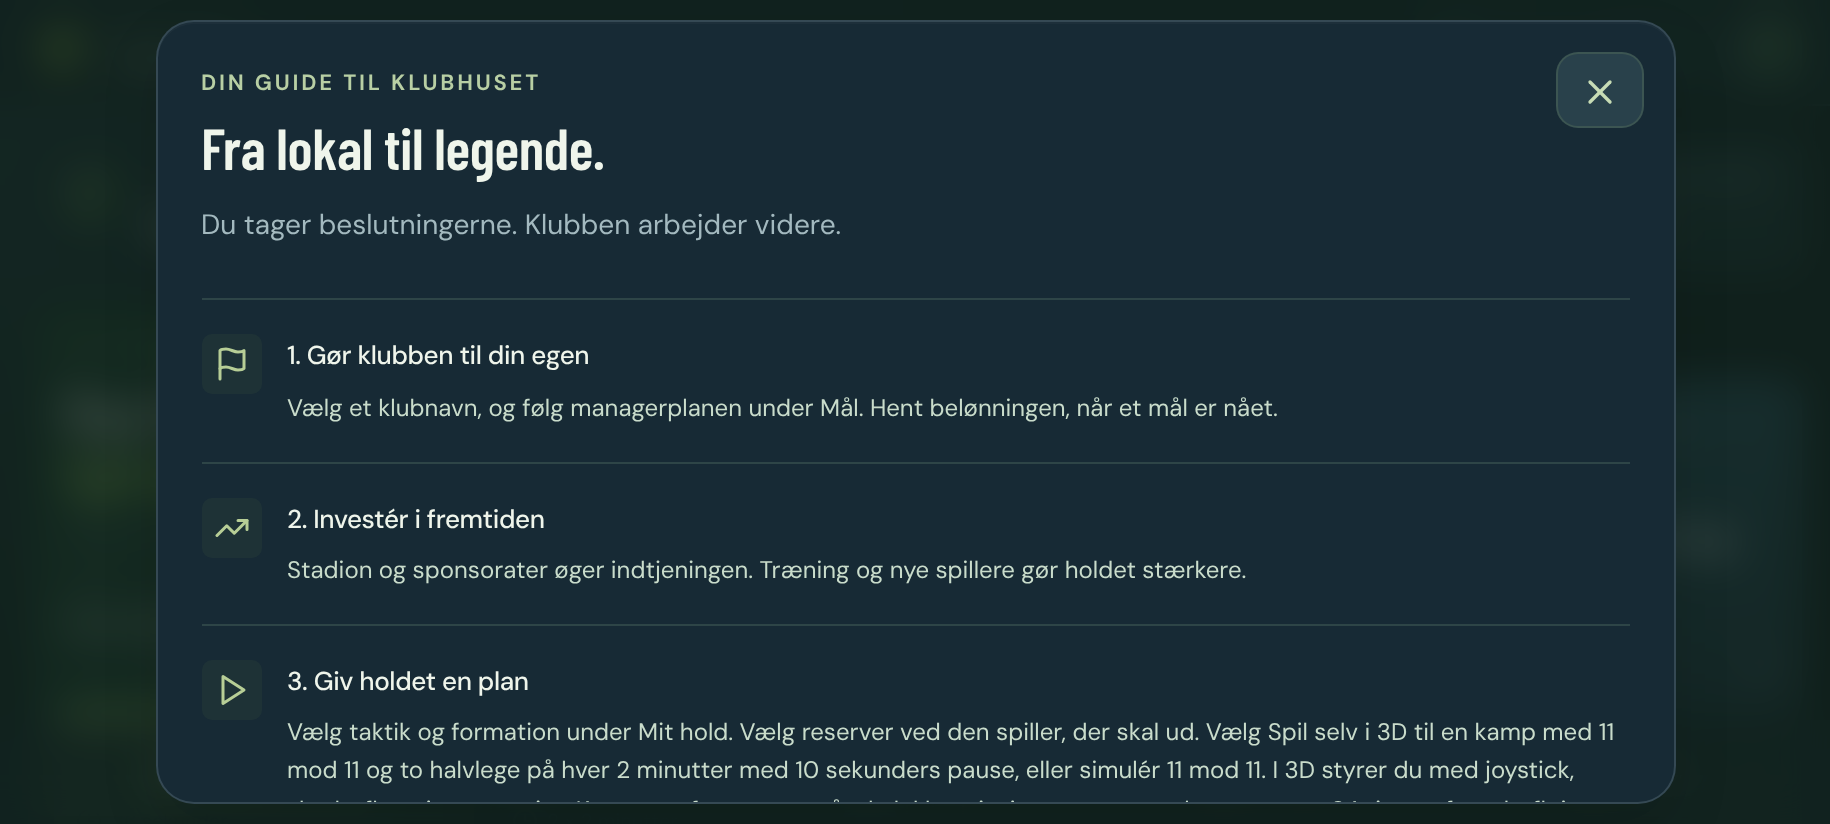 DIN GUIDE TIL KLUBHUSET
Fra lokal til legende.
Du tager beslutningerne. Klubben arbejder videre.
1. Gør klubben til din egen
Vælg et klubnavn, og følg managerplanen under Mål. Hent belønningen, når et mål er nået.
2. Investér i fremtiden
Stadion og sponsorater øger indtjeningen. Træning og nye spillere gør holdet stærkere.
3. Giv holdet en plan
Vælg taktik og formation under Mit hold. Vælg reserver ved den spiller, der skal ud. Vælg Spil selv i 3D til en kamp med 11
mod 11 og to halvlege på hver 2 minutter med 10 sekunders pause, eller simulér 11 mod 11. I 3D styrer du med joystick,